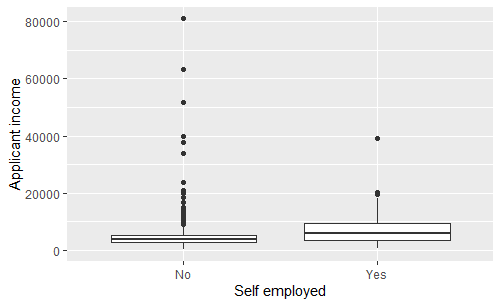 80000
60000
40000
20000
0
Applicant income
No
Yes
Self employed